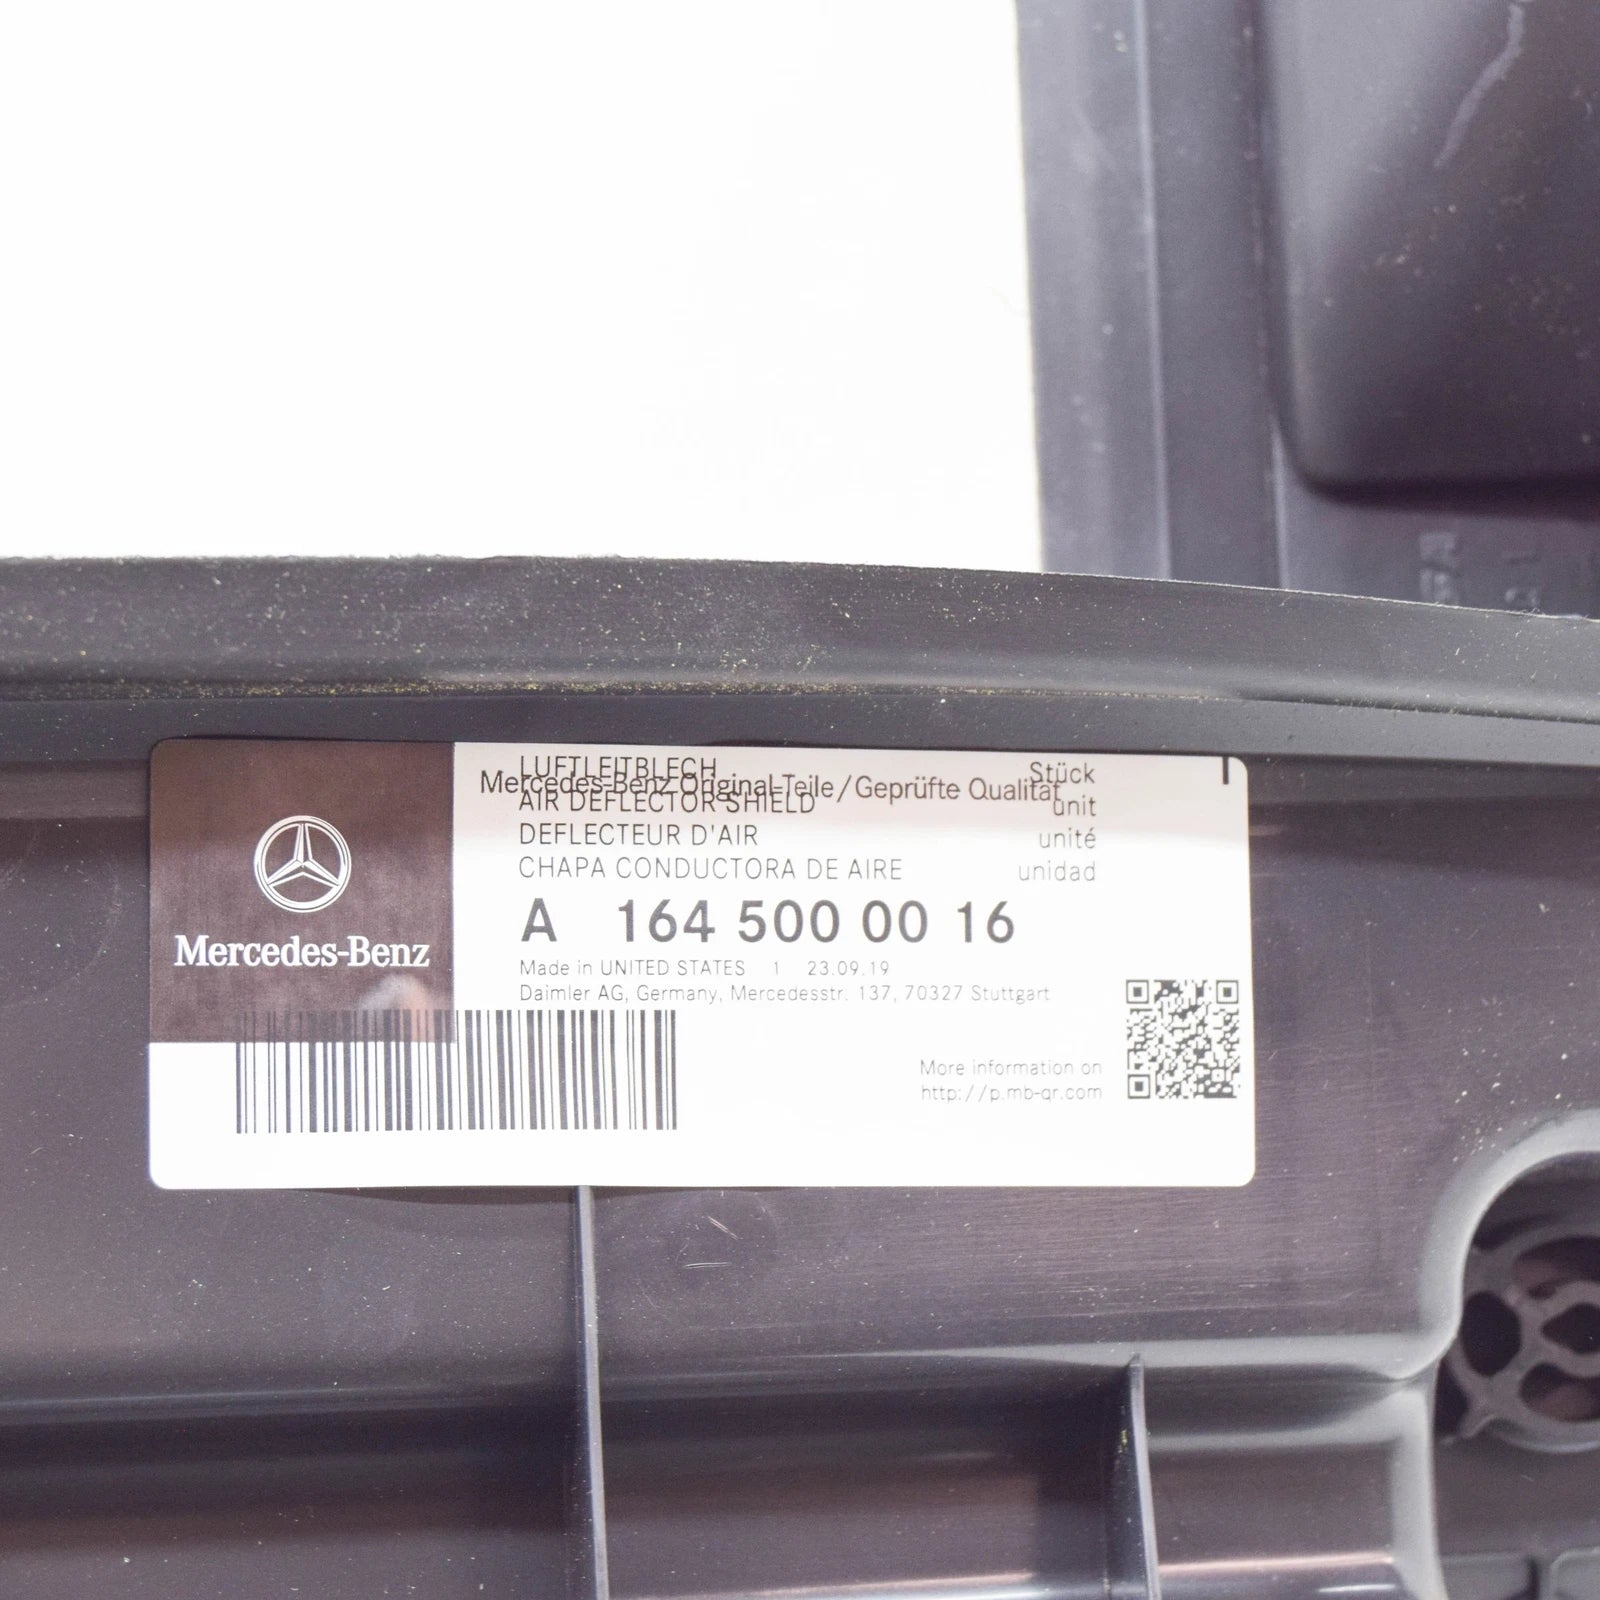 Mercedes-Benz
LUFTLEITBLECH Stück
Mercedes-Benz Original-Teile/Geprüfte Qualität
AIR DEFLECTOR SHIELD unit
DEFLECTEUR D'AIR unité
CHAPA CONDUCTORA DE AIRE unidad
A 164 500 00 16
Made in UNITED STATES 1 23.09.19
Daimler AG, Germany, Mercedesstr. 137, 70327 Stuttgart
More information on
http://p.mb-qr.com